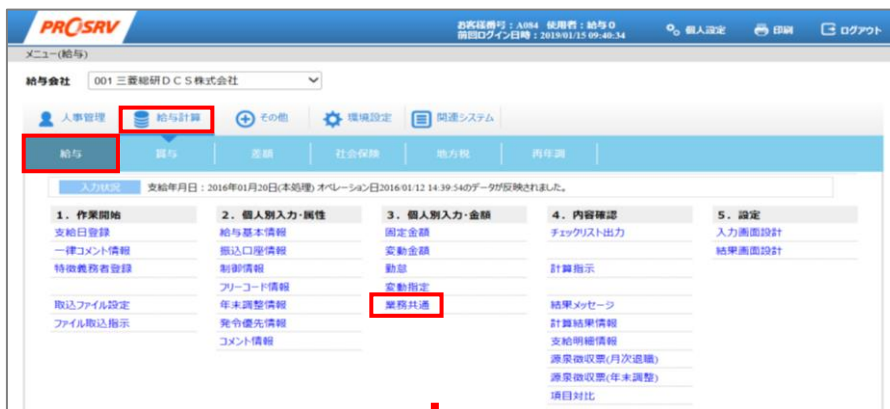 PROSRV
お客様番号：A084 使用者：給与0
前回ログイン日時：2019/01/15 09:40:34
個人設定 印刷 ログアウト
メニュー(給与)
給与会社 001 三菱総研DCS株式会社
人事管理 給与計算 その他 環境設定 関連システム
給与 賞与 差額 社会保険 地方税 再年調
入力状況 支給年月日：2016年01月20日(本処理) オペレーション日2016/01/12 14:39:54のデータが反映されました。
1．作業開始 2．個人別入力・属性 3．個人別入力・金額 4．内容確認 5．設定
支給日登録 給与基本情報 固定金額 チェックリスト出力 入力画面設計
一律コメント情報 振込口座情報 変動金額 結果画面設計
特徴義務者登録 制御情報 勤怠 計算指示
フリーコード情報 変動指定
取込ファイル設定 年末調整情報 業務共通 結果メッセージ
ファイル取込指示 発令優先情報 計算結果情報
コメント情報 支給明細情報
源泉徴収票(月次退職)
源泉徴収票(年末調整)
項目対比